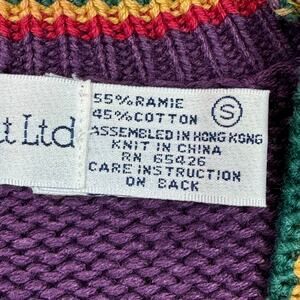 t Ltd
55% RAMIE
45% COTTON
S
ASSEMBLED IN HONG KONG
KNIT IN CHINA
RN 65426
CARE INSTRUCTION
ON BACK